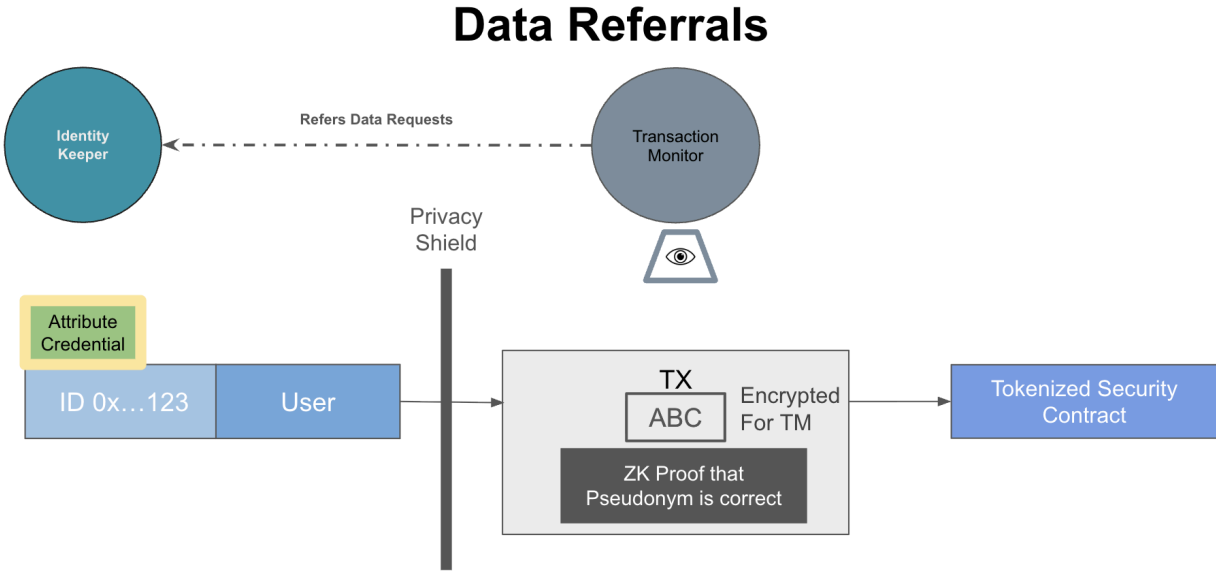 Data Referrals
Identity
Keeper
Refers Data Requests
Transaction
Monitor
Privacy
Shield
Attribute
Credential
ID 0x...123
User
TX
ABC
Encrypted
For TM
ZK Proof that
Pseudonym is correct
Tokenized Security
Contract